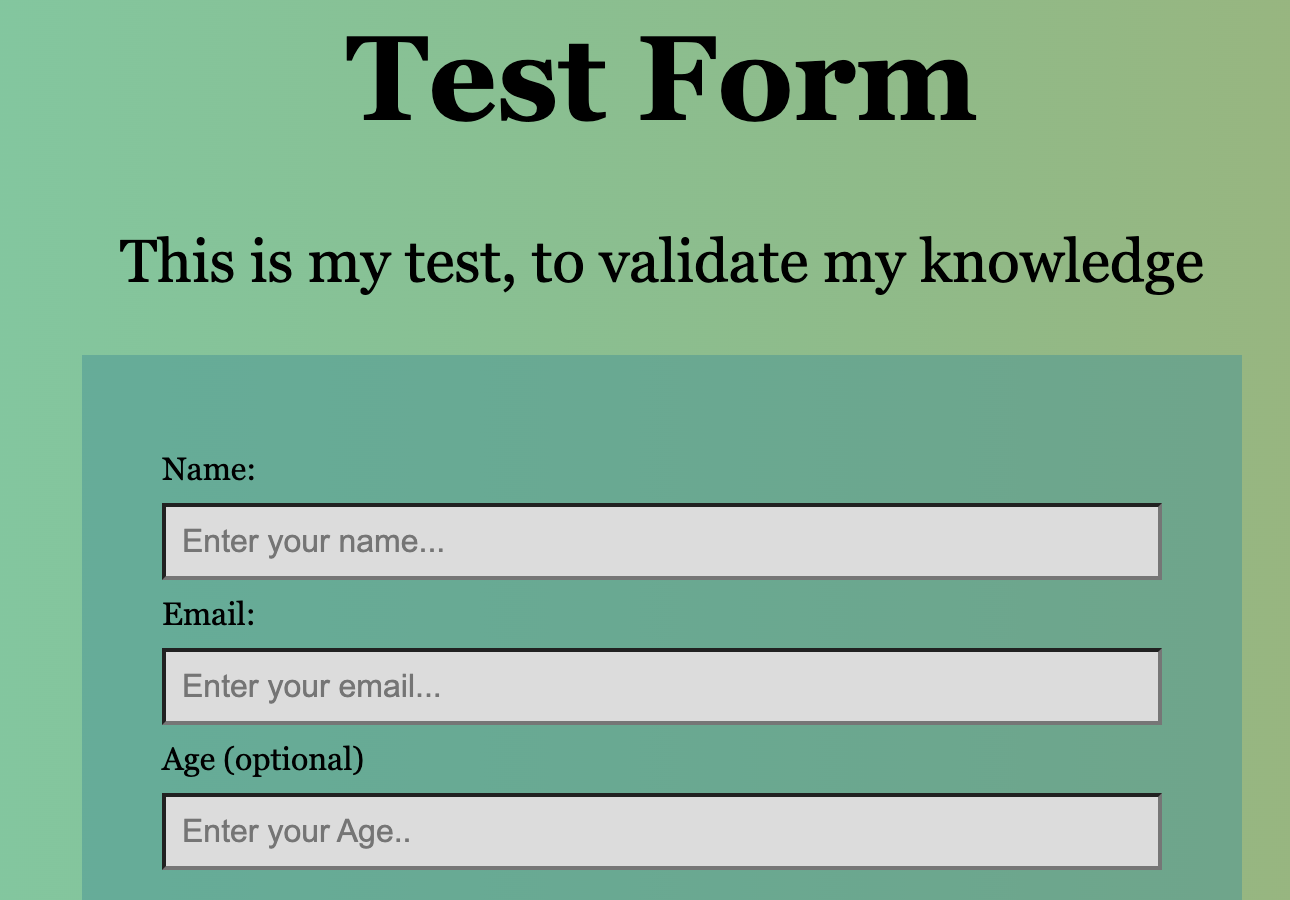 Test Form
This is my test, to validate my knowledge
Name:
Enter your name...
Email:
Enter your email...
Age (optional)
Enter your Age..